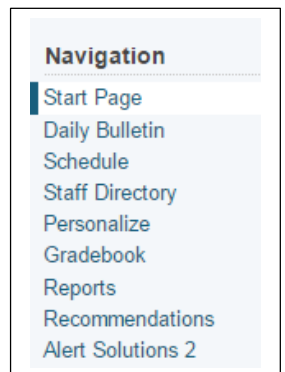 Navigation
Start Page
Daily Bulletin
Schedule
Staff Directory
Personalize
Gradebook
Reports
Recommendations
Alert Solutions 2